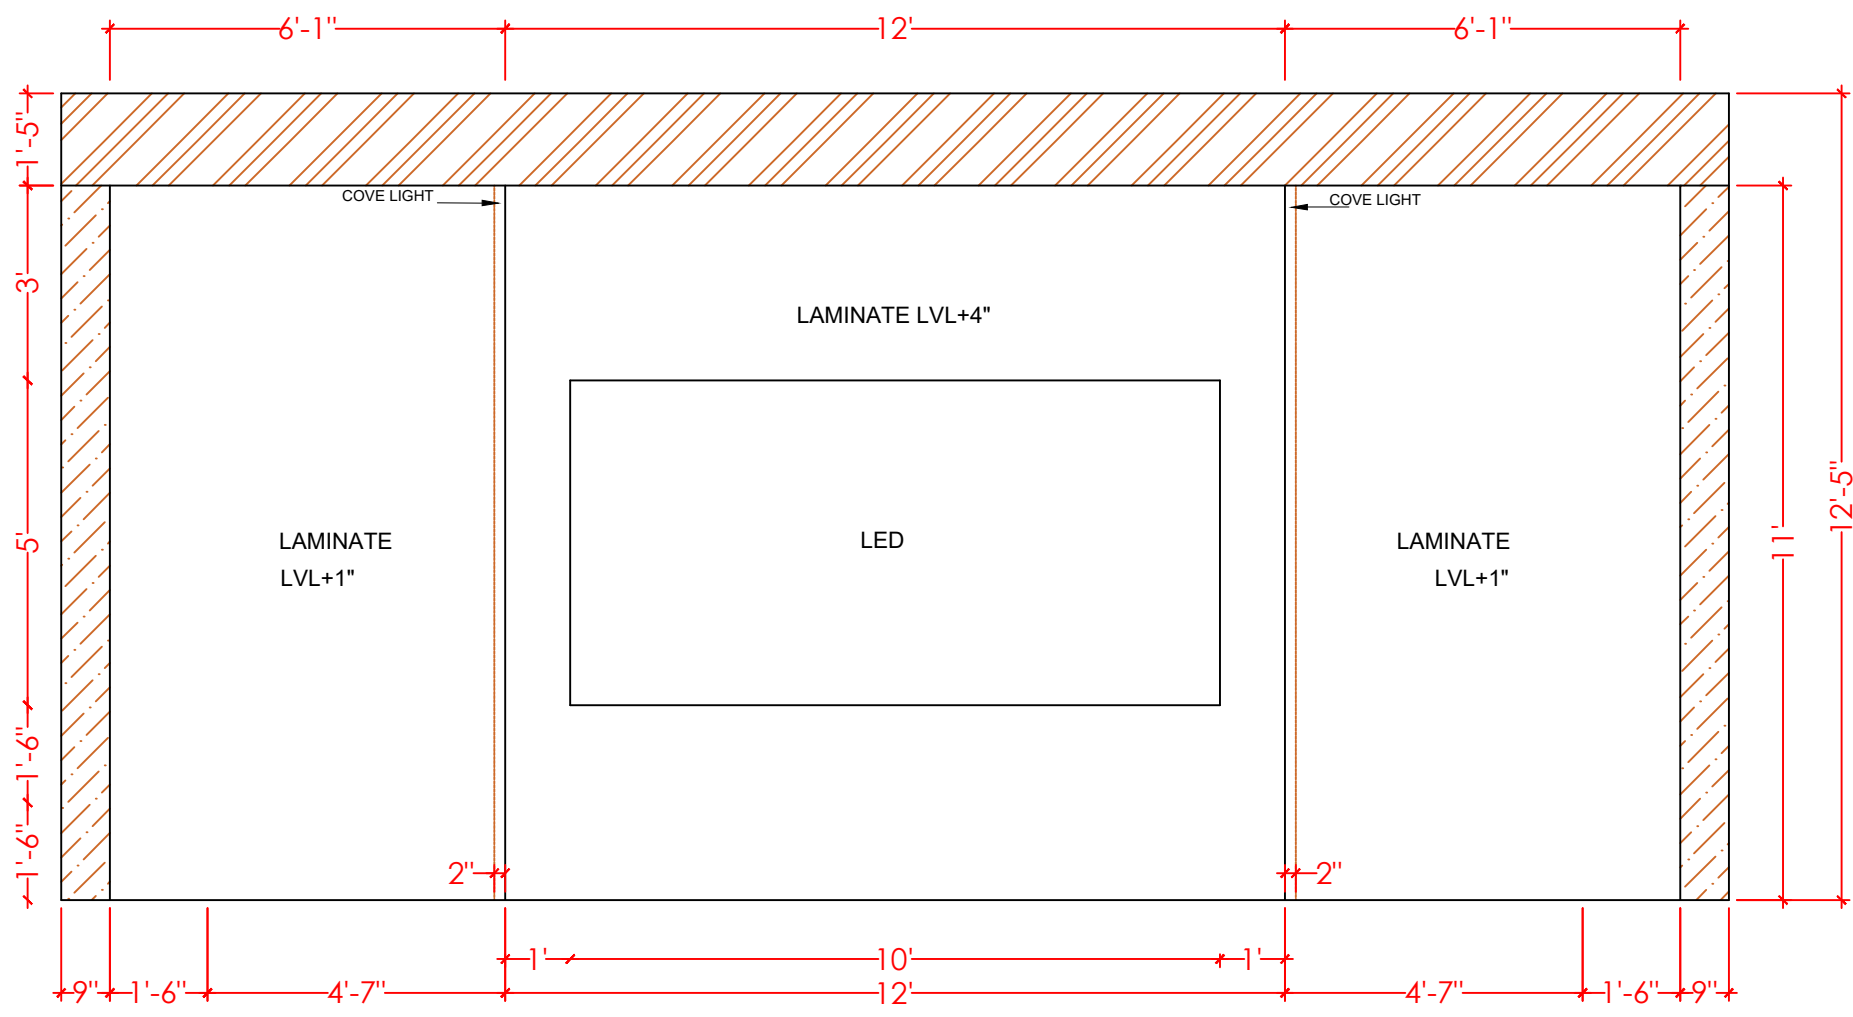 6'-1" 12' 6'-1"
1'-5"
COVE LIGHT COVE LIGHT
3'
LAMINATE LVL+4"
12'-5"
5' LAMINATE LED LAMINATE 11'
LVL+1" LVL+1"
1'-6"
1'-6"
2" 2"
1' 10' 1'
9" 1'-6" 4'-7" 12' 4'-7" 1'-6" 9"